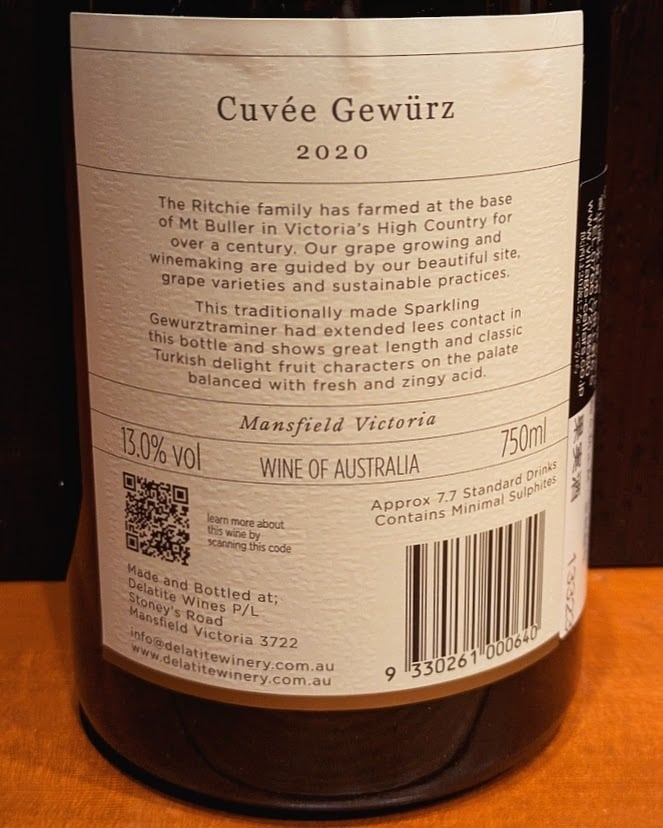 Cuvée Gewürz
2020
The Ritchie family has farmed at the base
of Mt Buller in Victoria's High Country for
over a century. Our grape growing and
winemaking are guided by our beautiful site,
grape varieties and sustainable practices.
This traditionally made Sparkling
Gewurztraminer had extended lees contact in
this bottle and shows great length and classic
Turkish delight fruit characters on the palate
balanced with fresh and zingy acid.
Mansfield Victoria
13.0% vol
WINE OF AUSTRALIA
750ml
Approx 7.7 Standard Drinks
Contains Minimal Sulphites
learn more about
this wine by
scanning this code
Made and Bottled at;
Delatite Wines P/L
Stoney's Road
Mansfield Victoria 3722
info@delatitewinery.com.au
www.delatitewinery.com.au
9 330261 000640